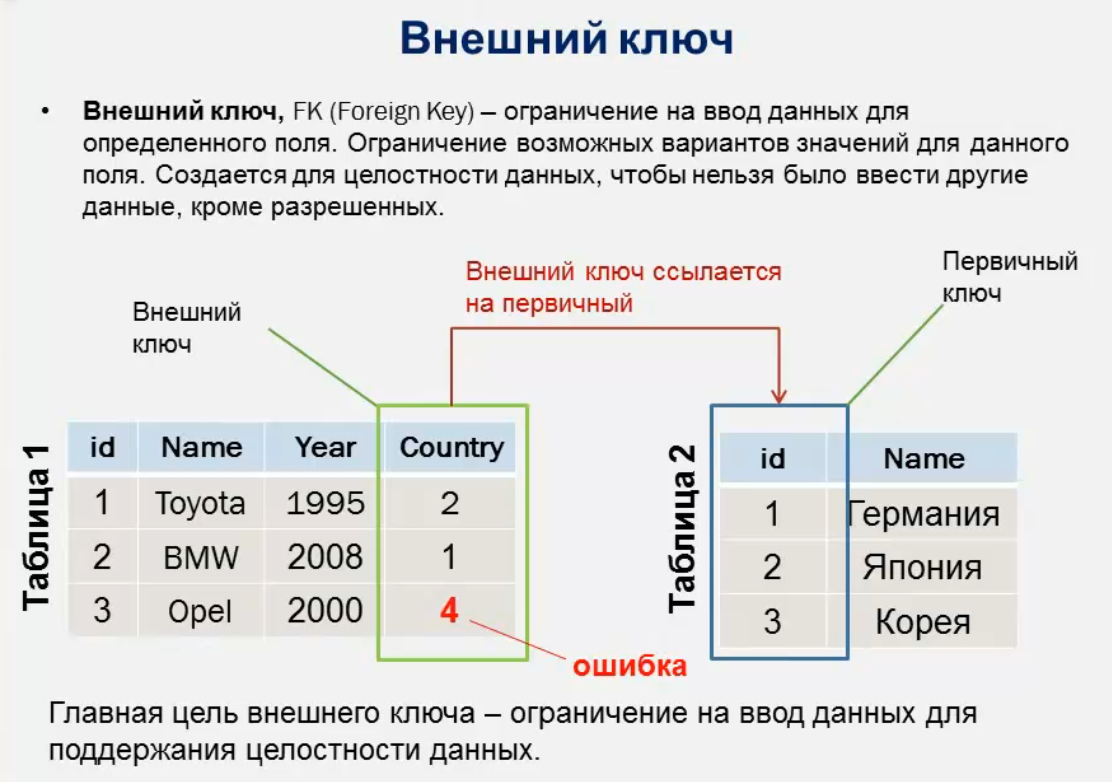 Внешний ключ
• Внешний ключ, FK (Foreign Key) – ограничение на ввод данных для
определенного поля. Ограничение возможных вариантов значений для данного
поля. Создается для целостности данных, чтобы нельзя было ввести другие
данные, кроме разрешенных.
Внешний ключ ссылается
на первичный
Первичный
ключ
Внешний
ключ
Таблица 1
id Name Year Country
1 Toyota 1995 2
2 BMW 2008 1
3 Opel 2000 4
ошибка
Таблица 2
id Name
1 Германия
2 Япония
3 Корея
Главная цель внешнего ключа – ограничение на ввод данных для
поддержания целостности данных.